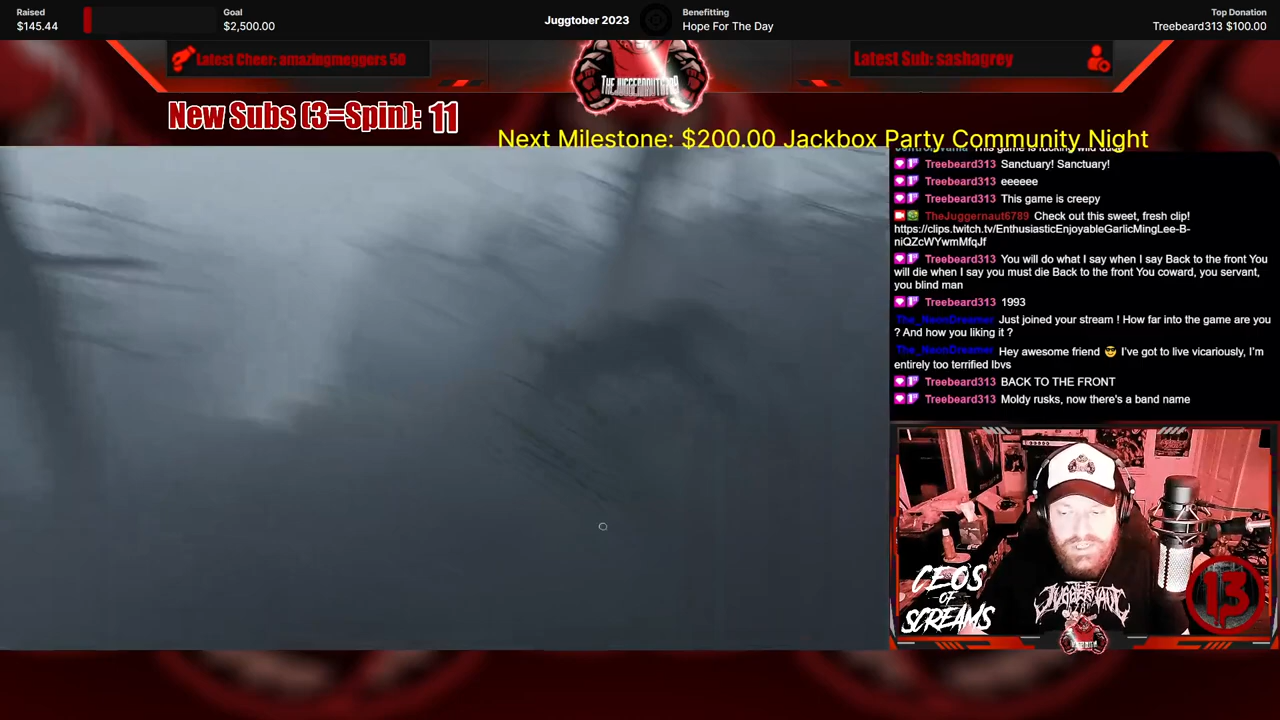 Raised
$145.44
Goal
$2,500.00
Juggtober 2023
Benefitting
Hope For The Day
Top Donation
Treebeard313 $100.00
Latest Cheer: amazingmeggers 50
THEJUGGERNAUT6789
Latest Sub: sashagrey
New Subs (3=Spin): 11
Next Milestone: $200.00 Jackbox Party Community Night
Treebeard313 Sanctuary! Sanctuary!
Treebeard313 eeeeee
Treebeard313 This game is creepy
TheJuggernaut6789 Check out this sweet, fresh clip!
https://clips.twitch.tv/EnthusiasticEnjoyableGarlicMingLee-B-
niQZcWYwmMfqJf
Treebeard313 You will do what I say when I say Back to the front You
will die when I say you must die Back to the front You coward, you servant,
you blind man
Treebeard313 1993
The_NeonDreamer Just joined your stream ! How far into the game are you
? And how you liking it ?
The_NeonDreamer Hey awesome friend 😎 I've got to live vicariously, I'm
entirely too terrified lbvs
Treebeard313 BACK TO THE FRONT
Treebeard313 Moldy rusks, now there's a band name
CEOS
OF
SCREAMS
THE
JUGGERNAUT
13